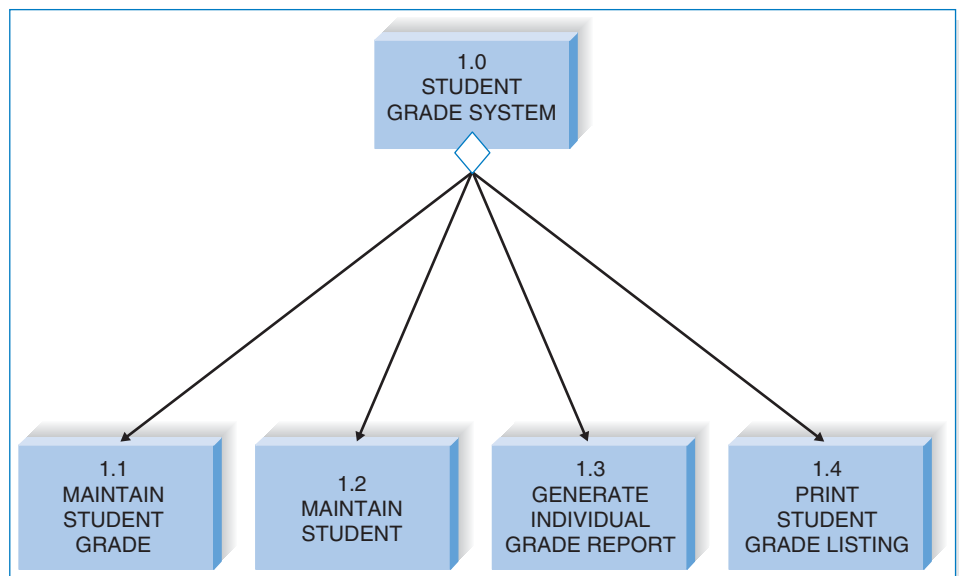 1.0
STUDENT
GRADE SYSTEM
1.1
MAINTAIN
STUDENT
GRADE
1.2
MAINTAIN
STUDENT
1.3
GENERATE
INDIVIDUAL
GRADE REPORT
1.4
PRINT
STUDENT
GRADE LISTING